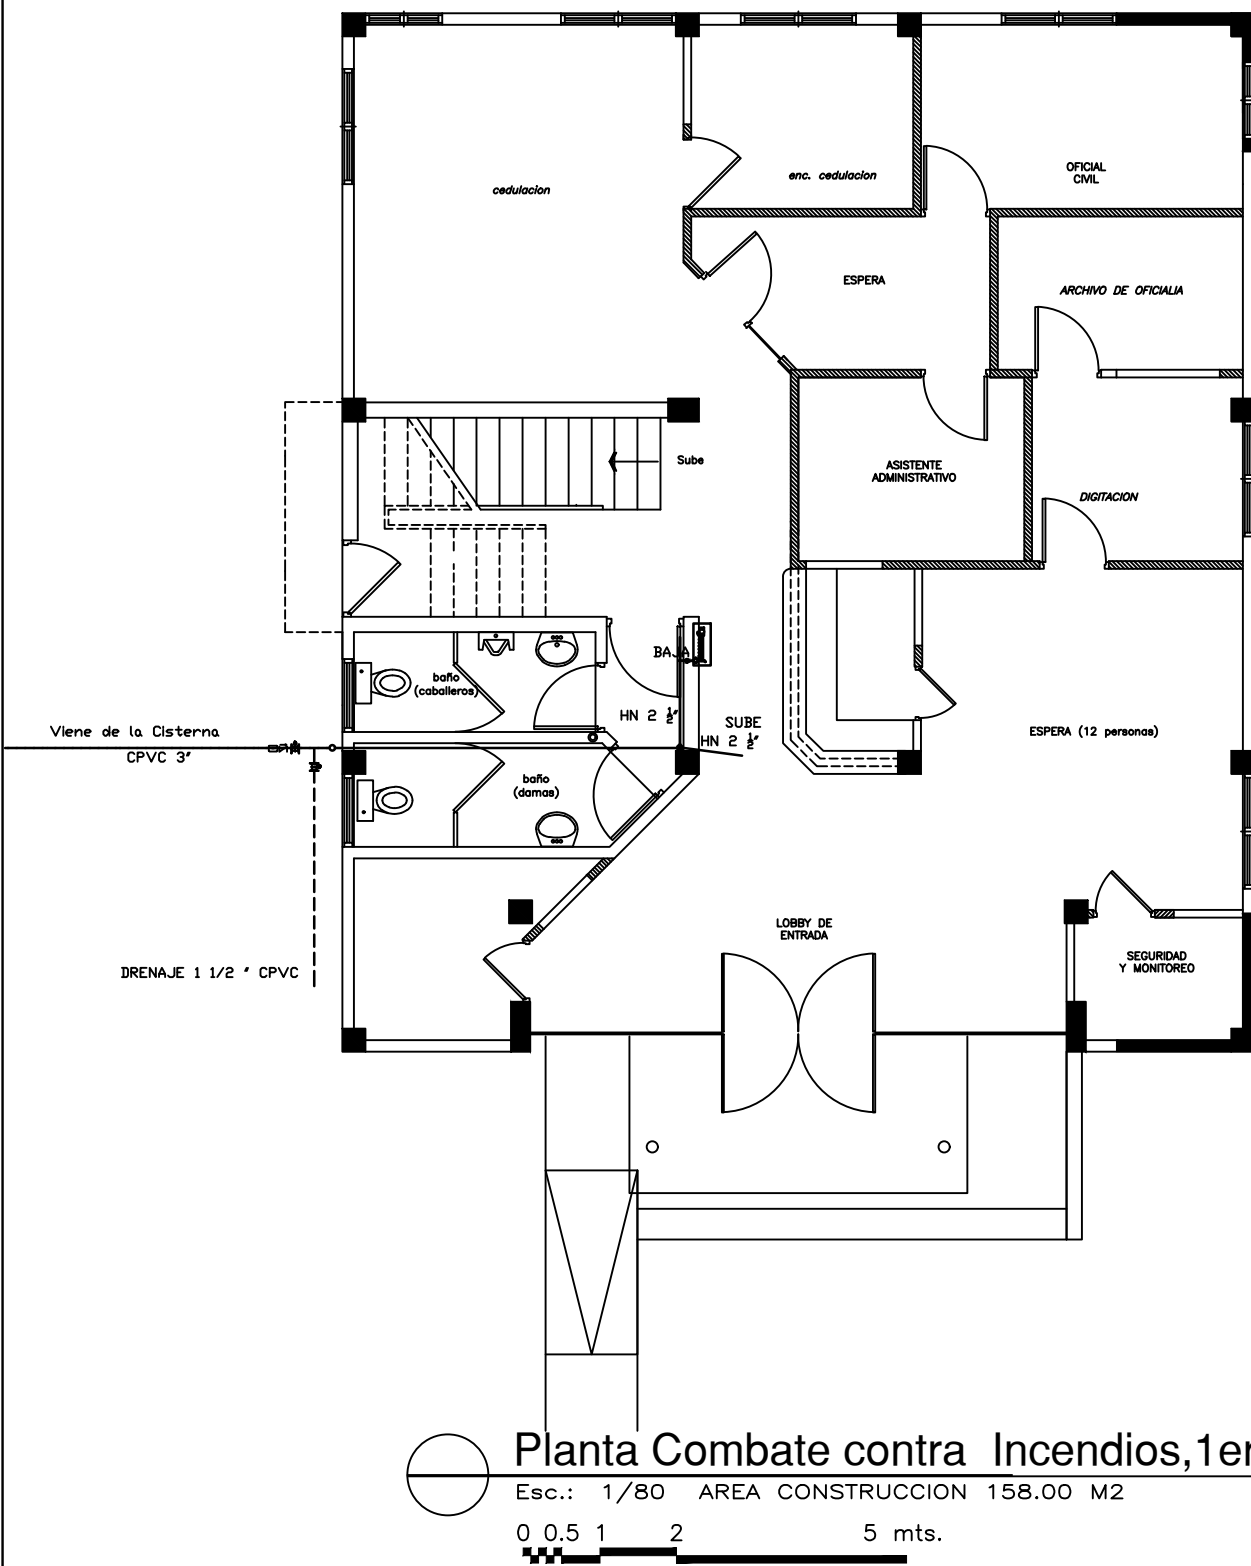 cedulacion
enc. cedulacion
OFICIAL
CIVIL
ESPERA
ARCHIVO DE OFICIALIA
Sube
ASISTENTE
ADMINISTRATIVO
DIGITACION
BAJA
baño
(caballeros)
HN 2 ½"
SUBE
HN 2 ½"
Viene de la Cisterna
CPVC 3"
ESPERA (12 personas)
baño
(damas)
LOBBY DE
ENTRADA
SEGURIDAD
Y MONITOREO
DRENAJE 1 1/2 " CPVC
Planta Combate contra Incendios,1er
Esc.: 1/80 AREA CONSTRUCCION 158.00 M2
0 0.5 1 2 5 mts.